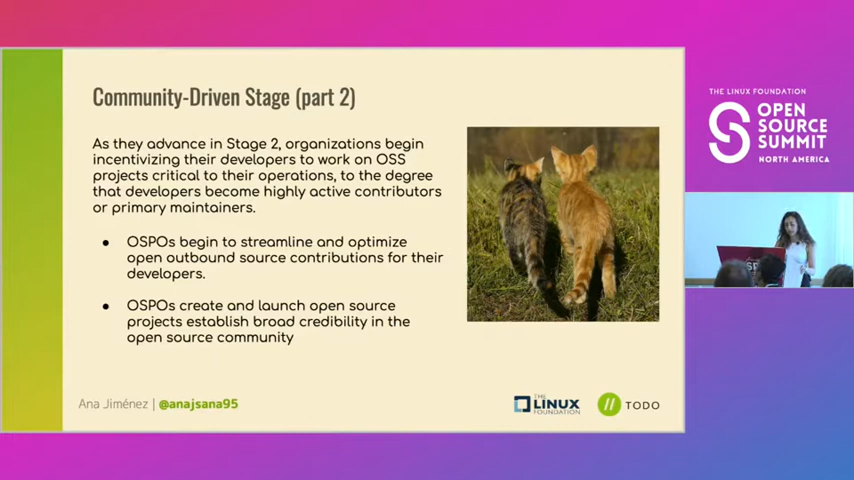 Community-Driven Stage (part 2)
As they advance in Stage 2, organizations begin
incentivizing their developers to work on OSS
projects critical to their operations, to the degree
that developers become highly active contributors
or primary maintainers.
● OSPOs begin to streamline and optimize
open outbound source contributions for their
developers.
● OSPOs create and launch open source
projects establish broad credibility in the
open source community
Ana Jiménez | @anajsana95
THE
LINUX
FOUNDATION
// TODO
THE LINUX FOUNDATION
OPEN
SOURCE
SUMMIT
NORTH AMERICA